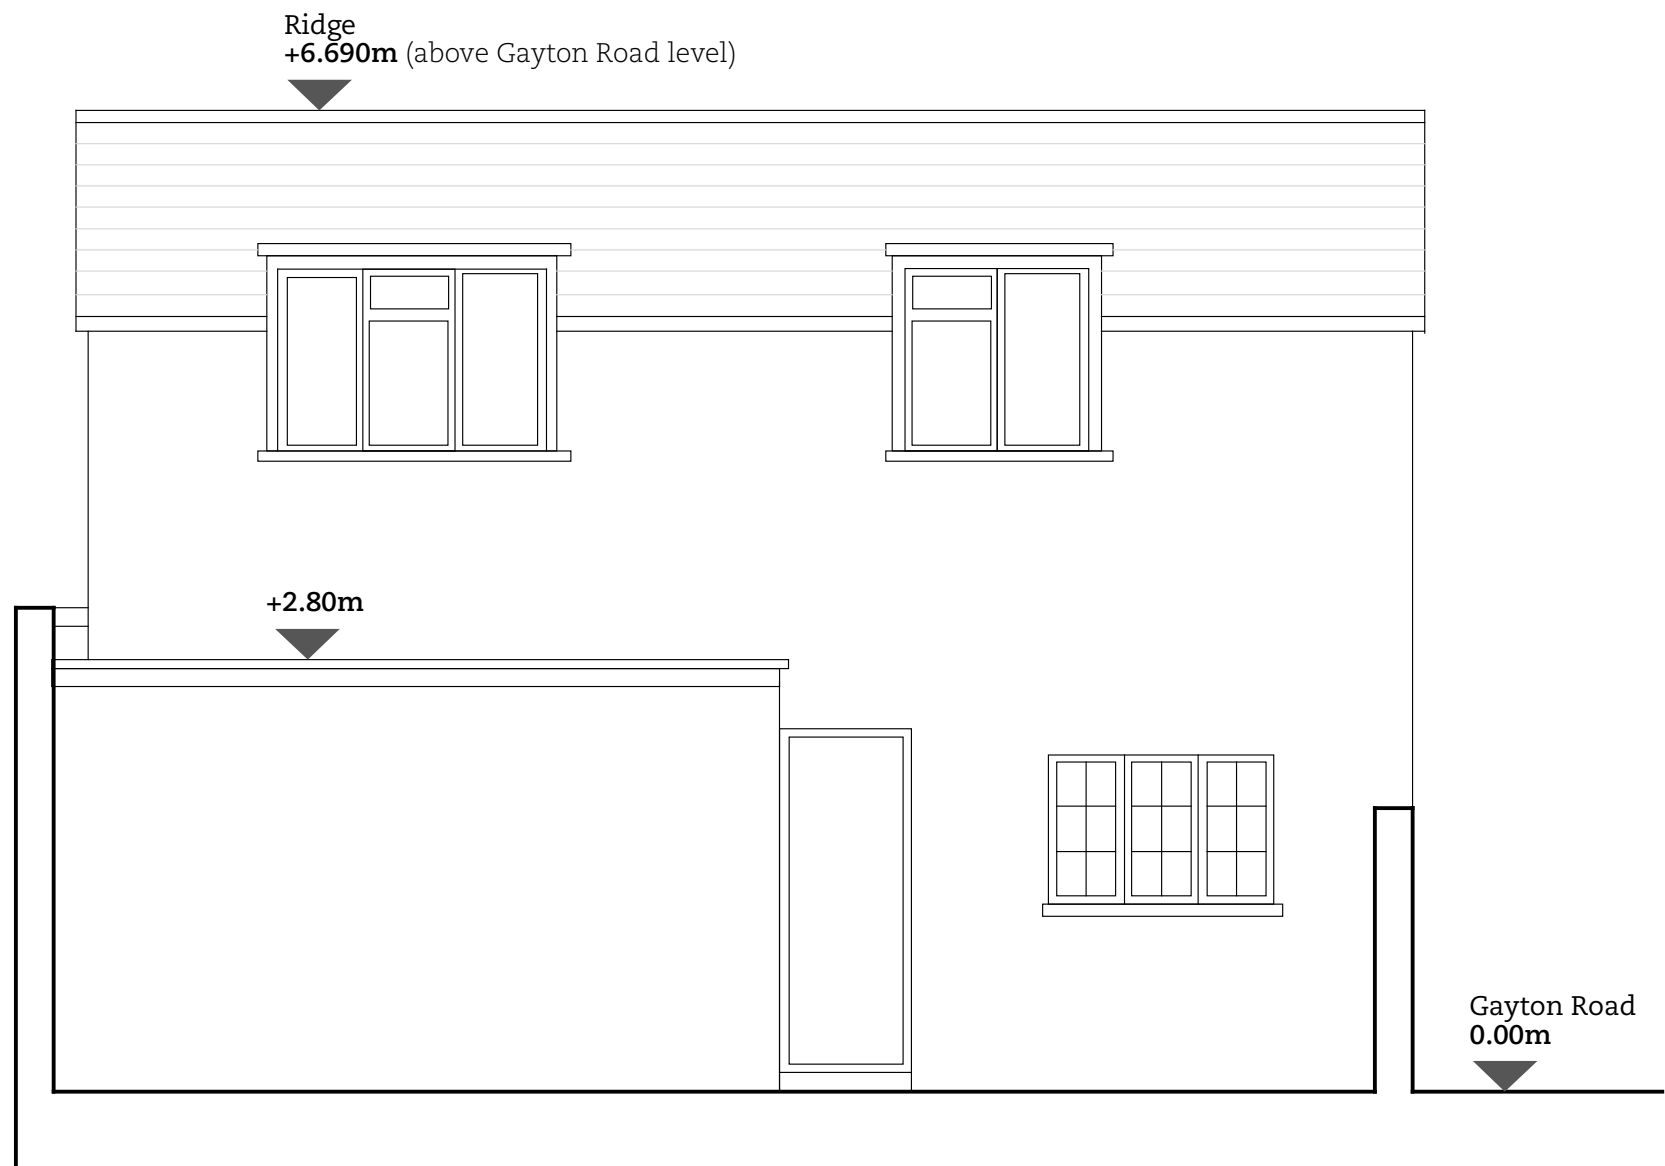 Ridge
+6.690m (above Gayton Road level)
+2.80m
Gayton Road
0.00m